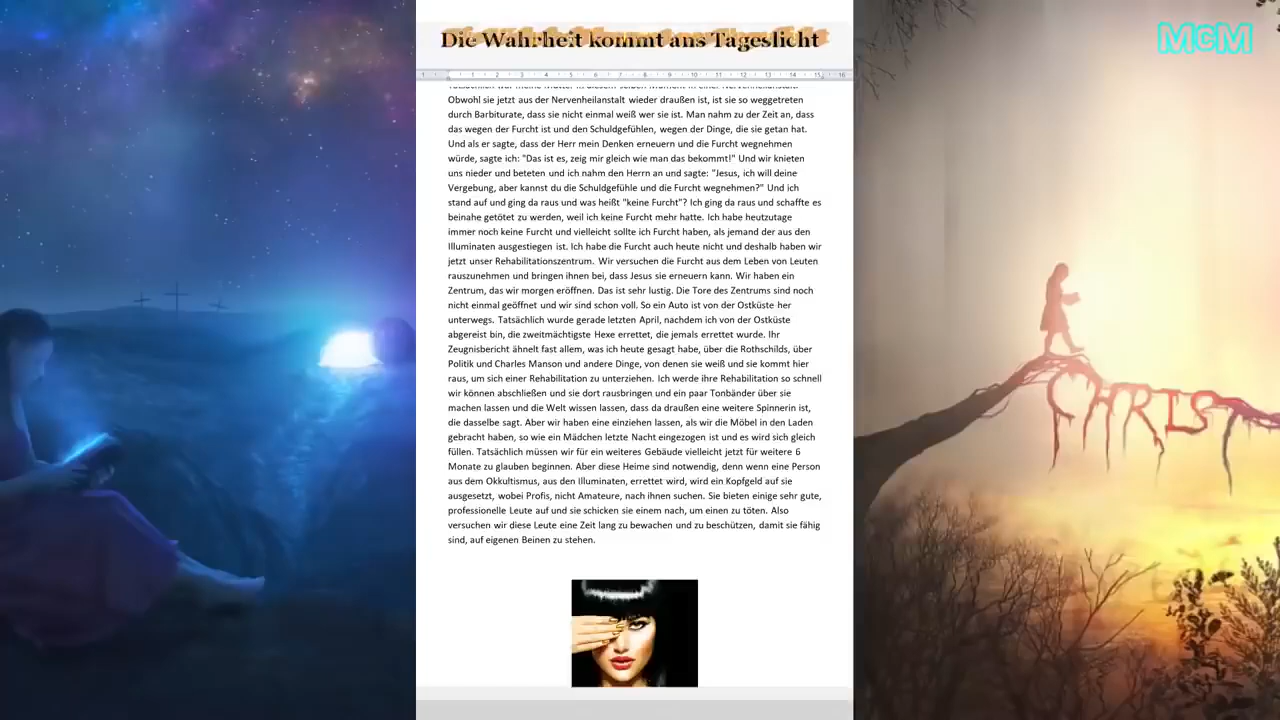 McM
Die Wahrheit kommt ans Tageslicht
1 1 2 3 4 5 6 7 8 9 10 11 12 13 14 15 16
Obwohl sie jetzt aus der Nervenheilanstalt wieder draußen ist, ist sie so weggetreten
durch Barbiturate, dass sie nicht einmal weiß wer sie ist. Man nahm zu der Zeit an, dass
das wegen der Furcht ist und den Schuldgefühlen, wegen der Dinge, die sie getan hat.
Und als er sagte, dass der Herr mein Denken erneuern und die Furcht wegnehmen
würde, sagte ich: "Das ist es, zeig mir gleich wie man das bekommt!" Und wir knieten
uns nieder und beteten und ich nahm den Herrn an und sagte: "Jesus, ich will deine
Vergebung, aber kannst du die Schuldgefühle und die Furcht wegnehmen?" Und ich
stand auf und ging da raus und was heißt "keine Furcht"? Ich ging da raus und schaffte es
beinahe getötet zu werden, weil ich keine Furcht mehr hatte. Ich habe heutzutage
immer noch keine Furcht und vielleicht sollte ich Furcht haben, als jemand der aus den
Illuminaten ausgestiegen ist. Ich habe die Furcht auch heute nicht und deshalb haben wir
jetzt unser Rehabilitationszentrum. Wir versuchen die Furcht aus dem Leben von Leuten
rauszunehmen und bringen ihnen bei, dass Jesus sie erneuern kann. Wir haben ein
Zentrum, das wir morgen eröffnen. Das ist sehr lustig. Die Tore des Zentrums sind noch
nicht einmal geöffnet und wir sind schon voll. So ein Auto ist von der Ostküste her
unterwegs. Tatsächlich wurde gerade letzten April, nachdem ich von der Ostküste
abgereist bin, die zweitmächtigste Hexe errettet, die jemals errettet wurde. Ihr
Zeugnisbericht ähnelt fast allem, was ich heute gesagt habe, über die Rothschilds, über
Politik und Charles Manson und andere Dinge, von denen sie weiß und sie kommt hier
raus, um sich einer Rehabilitation zu unterziehen. Ich werde ihre Rehabilitation so schnell
wir können abschließen und sie dort rausbringen und ein paar Tonbänder über sie
machen lassen und die Welt wissen lassen, dass da draußen eine weitere Spinnerin ist,
die dasselbe sagt. Aber wir haben eine einziehen lassen, als wir die Möbel in den Laden
gebracht haben, so wie ein Mädchen letzte Nacht eingezogen ist und es wird sich gleich
füllen. Tatsächlich müssen wir für ein weiteres Gebäude vielleicht jetzt für weitere 6
Monate zu glauben beginnen. Aber diese Heime sind notwendig, denn wenn eine Person
aus dem Okkultismus, aus den Illuminaten, errettet wird, wird ein Kopfgeld auf sie
ausgesetzt, wobei Profis, nicht Amateure, nach ihnen suchen. Sie bieten einige sehr gute,
professionelle Leute auf und sie schicken sie einem nach, um einen zu töten. Also
versuchen wir diese Leute eine Zeit lang zu bewachen und zu beschützen, damit sie fähig
sind, auf eigenen Beinen zu stehen.
CHRIST